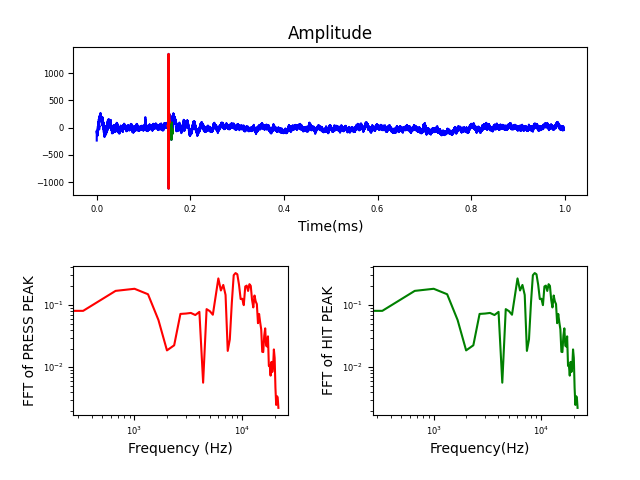 Amplitude
1000
500
0
−500
−1000
0.0 0.2 0.4 0.6 0.8 1.0
Time(ms)
FFT of PRESS PEAK
10⁻¹
10⁻²
10³ 10⁴
Frequency (Hz)
FFT of HIT PEAK
10⁻¹
10⁻²
10³ 10⁴
Frequency(Hz)